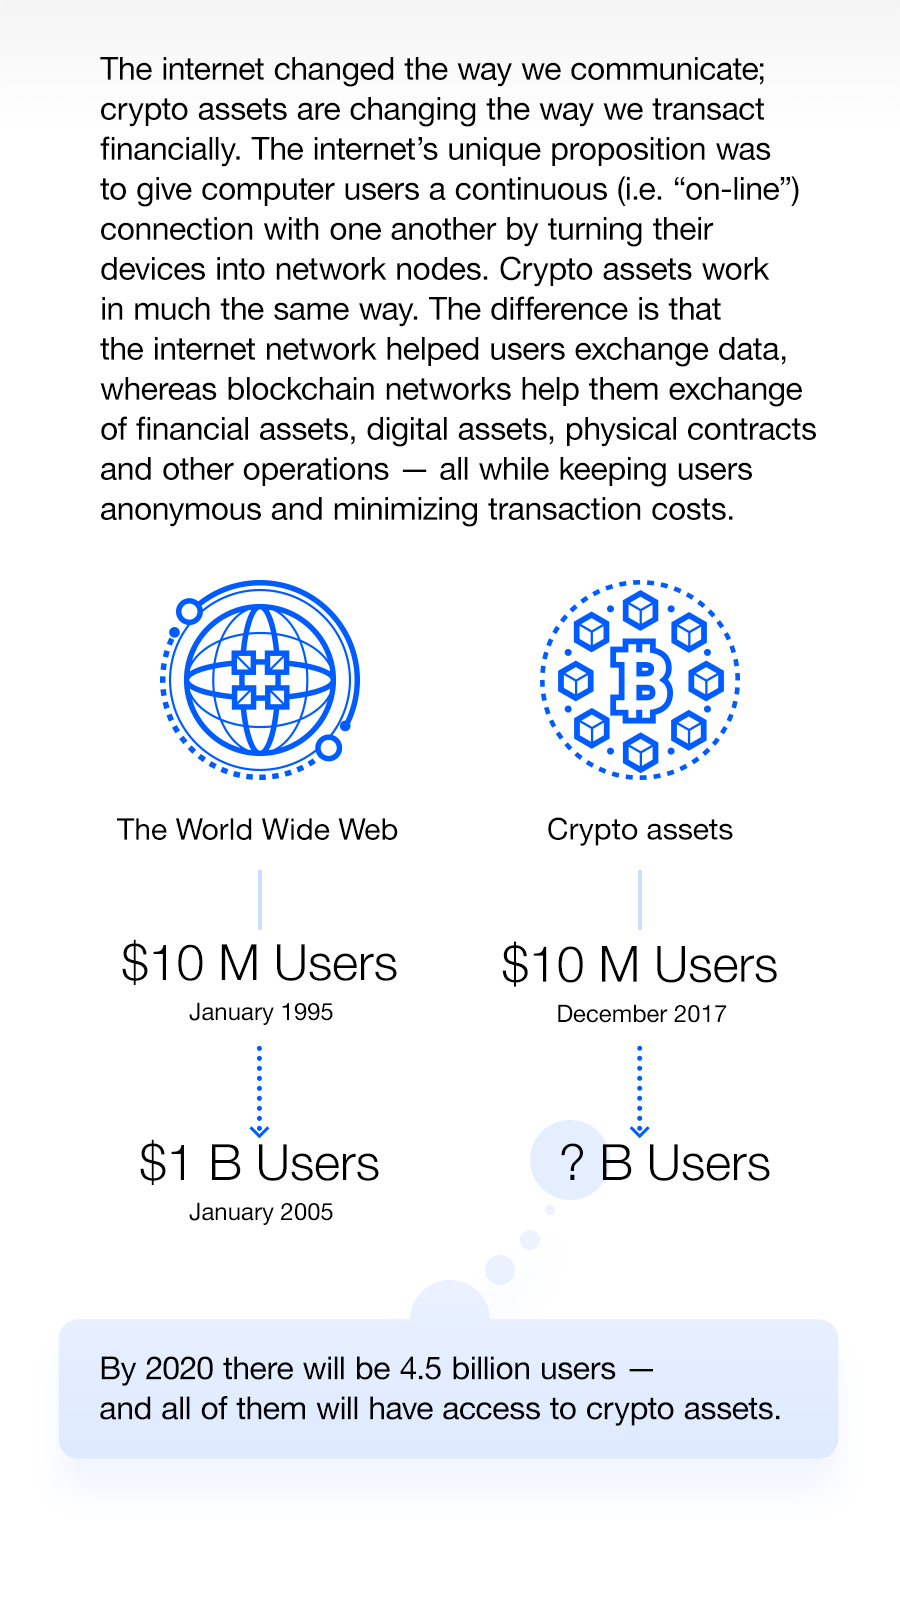 The internet changed the way we communicate;
crypto assets are changing the way we transact
financially. The internet’s unique proposition was
to give computer users a continuous (i.e. “on-line”)
connection with one another by turning their
devices into network nodes. Crypto assets work
in much the same way. The difference is that
the internet network helped users exchange data,
whereas blockchain networks help them exchange
of financial assets, digital assets, physical contracts
and other operations — all while keeping users
anonymous and minimizing transaction costs.
The World Wide Web
Crypto assets
$10 M Users
January 1995
$10 M Users
December 2017
$1 B Users
January 2005
? B Users
By 2020 there will be 4.5 billion users —
and all of them will have access to crypto assets.